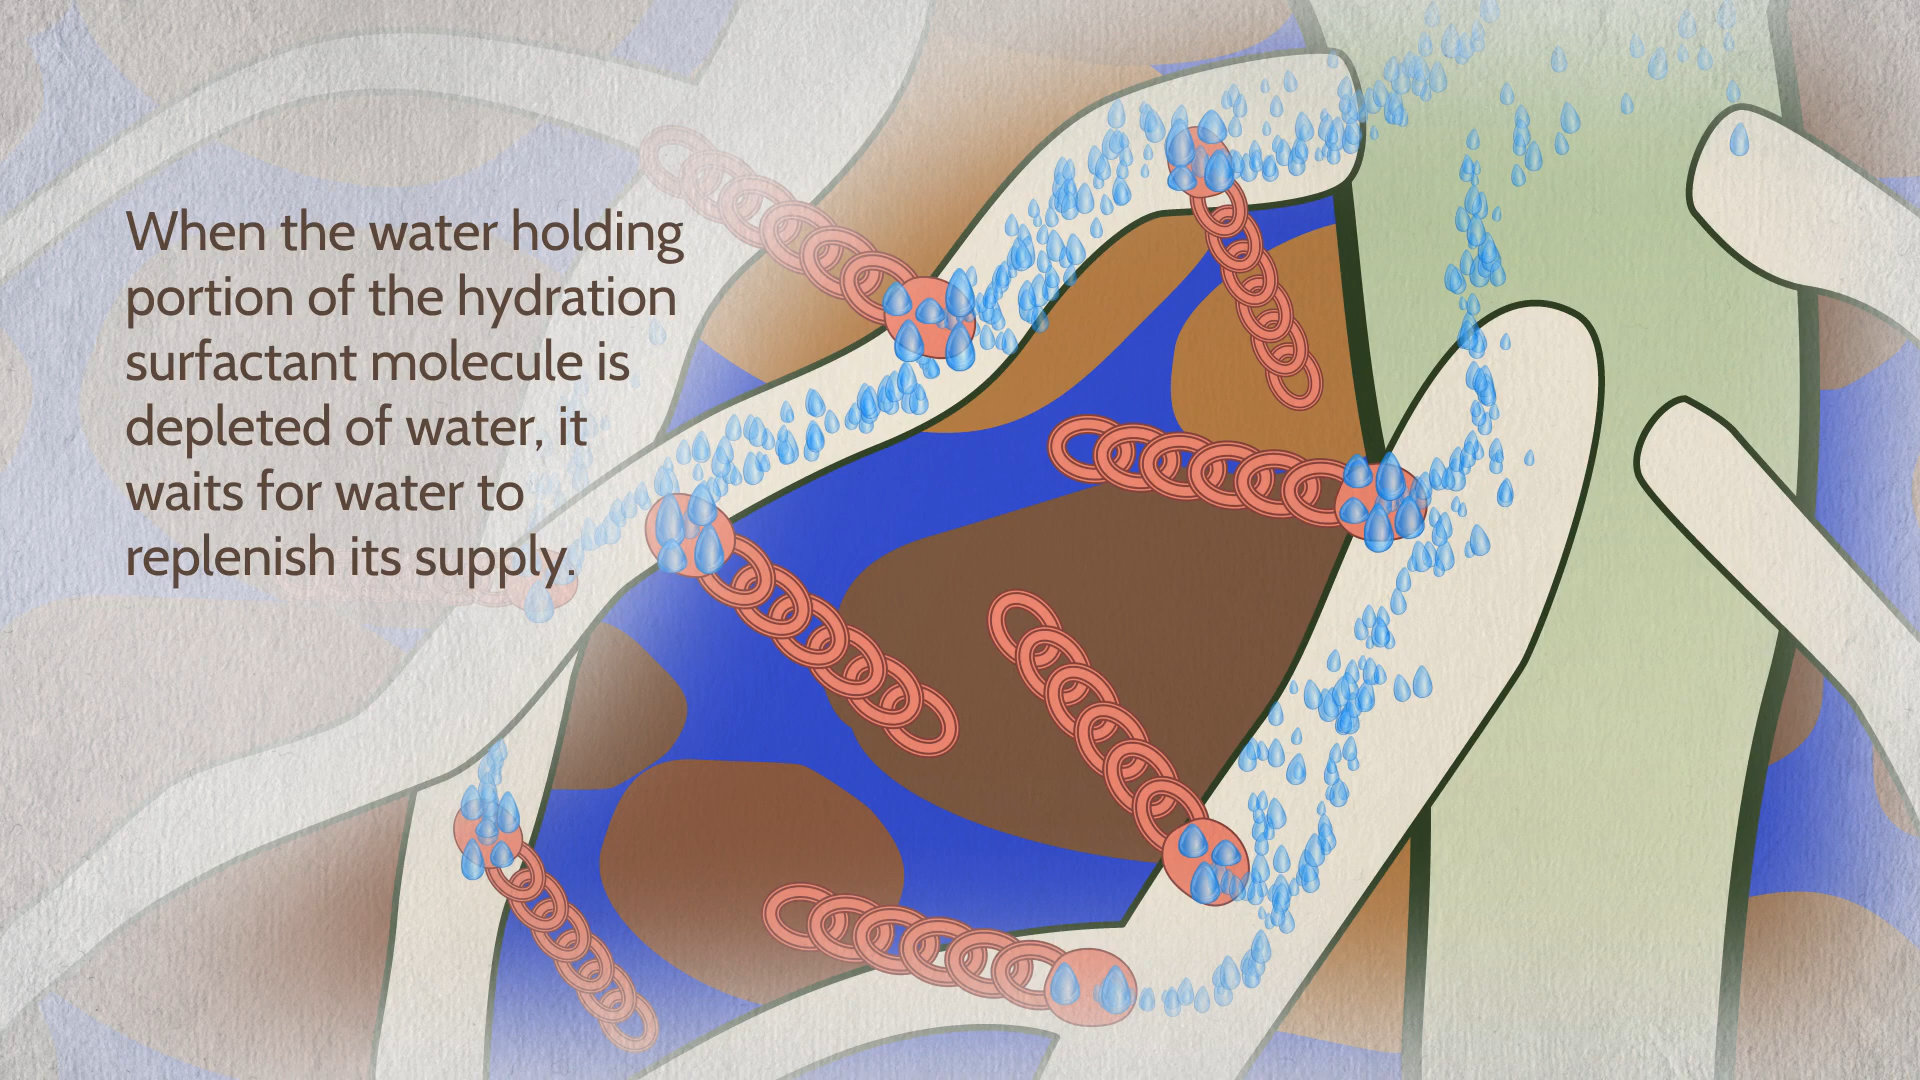 When the water holding
portion of the hydration
surfactant molecule is
depleted of water, it
waits for water to
replenish its supply.